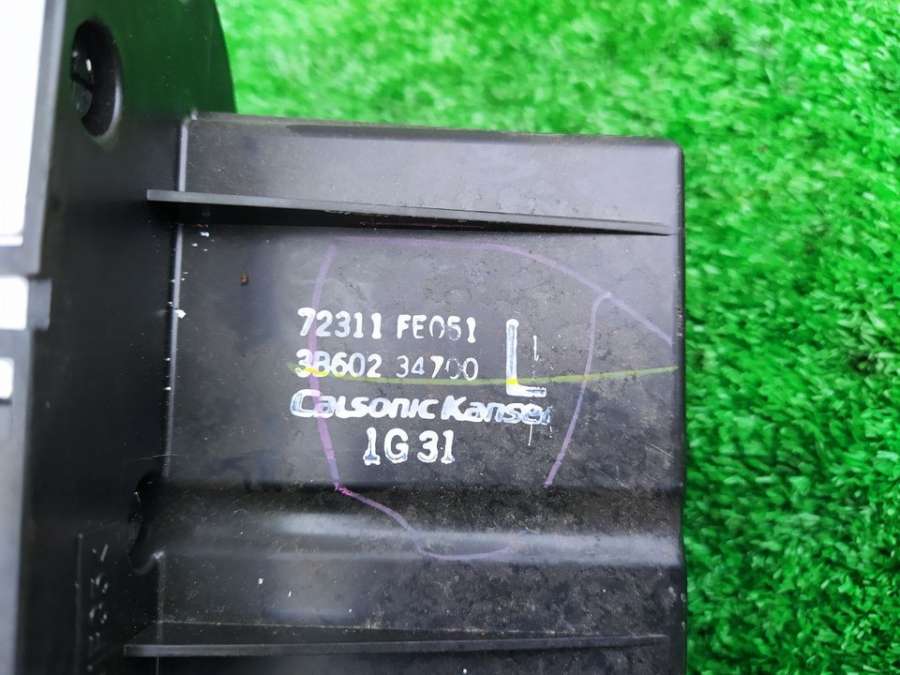 72311 FE051
3B602 34700 L
Calsonic Kansei
1G31